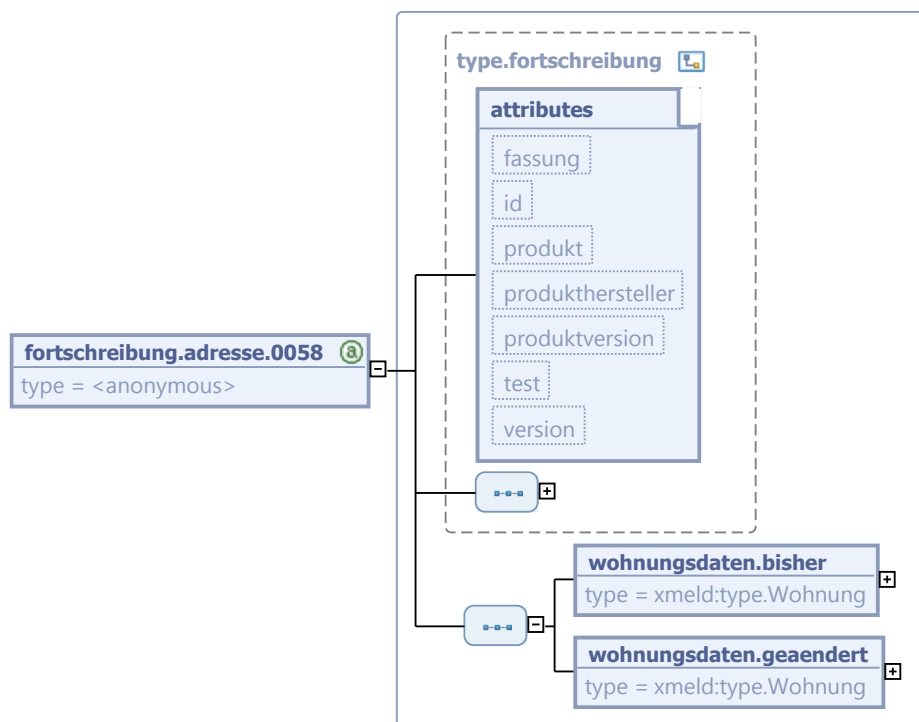 type.fortschreibung
attributes
fassung
id
produkt
produkthersteller
produktversion
test
version
fortschreibung.adresse.0058
type = <anonymous>
wohnungsdaten.bisher
type = xmeld:type.Wohnung
wohnungsdaten.geaendert
type = xmeld:type.Wohnung